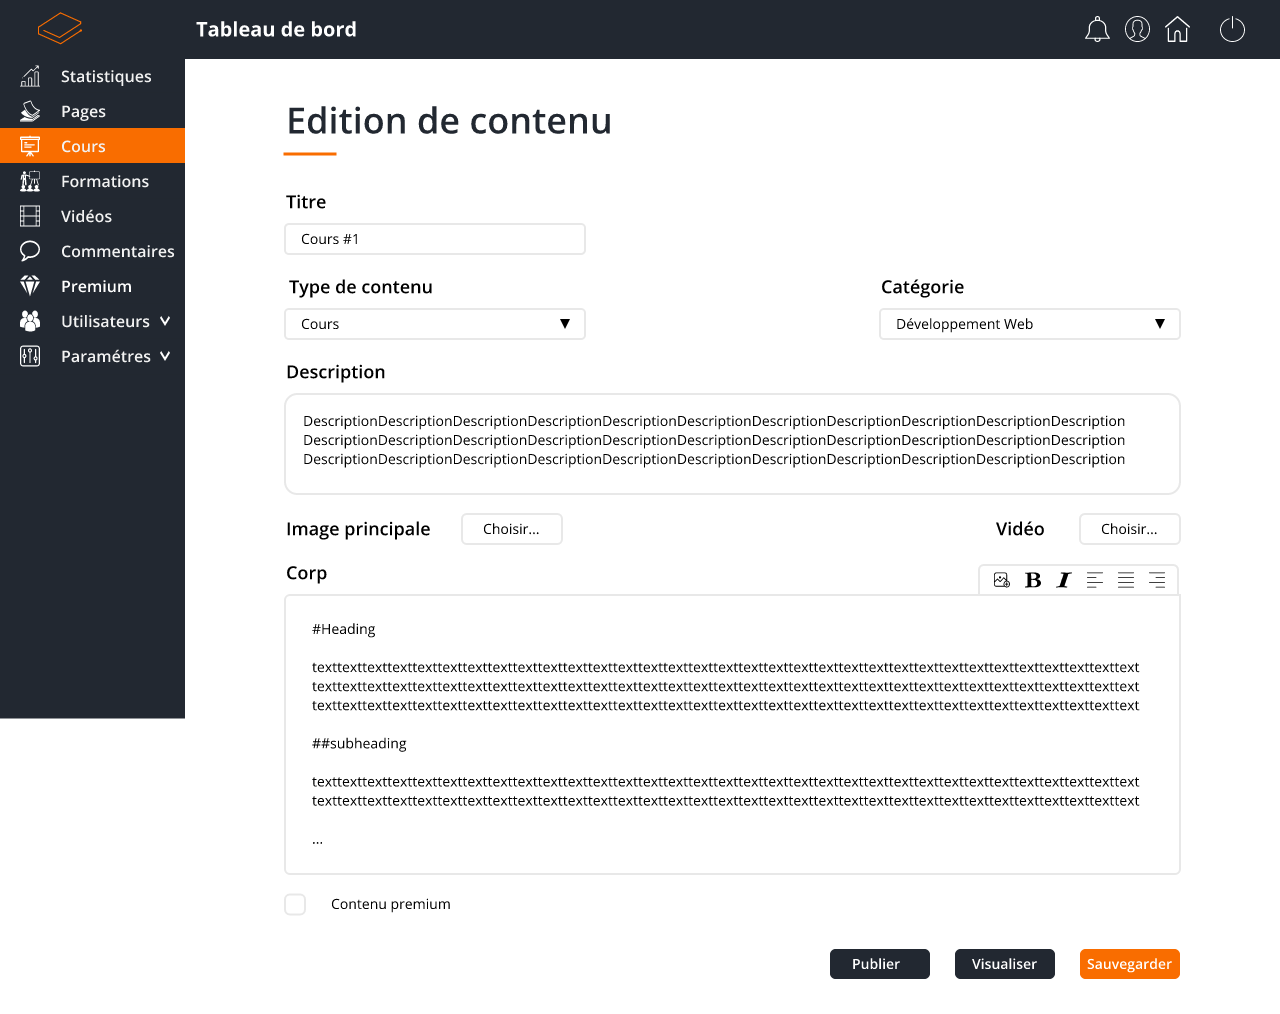 Tableau de bord
Statistiques
Pages
Cours
Formations
Vidéos
Commentaires
Premium
Utilisateurs
Paramétres
Edition de contenu
Titre
Cours #1
Type de contenu
Catégorie
Cours
Développement Web
Description
DescriptionDescriptionDescriptionDescriptionDescriptionDescriptionDescriptionDescriptionDescriptionDescriptionDescription
DescriptionDescriptionDescriptionDescriptionDescriptionDescriptionDescriptionDescriptionDescriptionDescriptionDescription
DescriptionDescriptionDescriptionDescriptionDescriptionDescriptionDescriptionDescriptionDescriptionDescriptionDescription
Image principale Choisir... Vidéo Choisir...
Corp
B I
#Heading
texttexttexttexttexttexttexttexttexttexttexttexttexttexttexttexttexttexttexttexttexttexttexttexttexttexttexttexttexttexttexttexttexttext
texttexttexttexttexttexttexttexttexttexttexttexttexttexttexttexttexttexttexttexttexttexttexttexttexttexttexttexttexttexttexttexttexttext
texttexttexttexttexttexttexttexttexttexttexttexttexttexttexttexttexttexttexttexttexttexttexttexttexttexttexttexttexttexttexttexttexttext
##subheading
texttexttexttexttexttexttexttexttexttexttexttexttexttexttexttexttexttexttexttexttexttexttexttexttexttexttexttexttexttexttexttexttexttext
texttexttexttexttexttexttexttexttexttexttexttexttexttexttexttexttexttexttexttexttexttexttexttexttexttexttexttexttexttexttexttexttexttext
...
Contenu premium
Publier Visualiser Sauvegarder